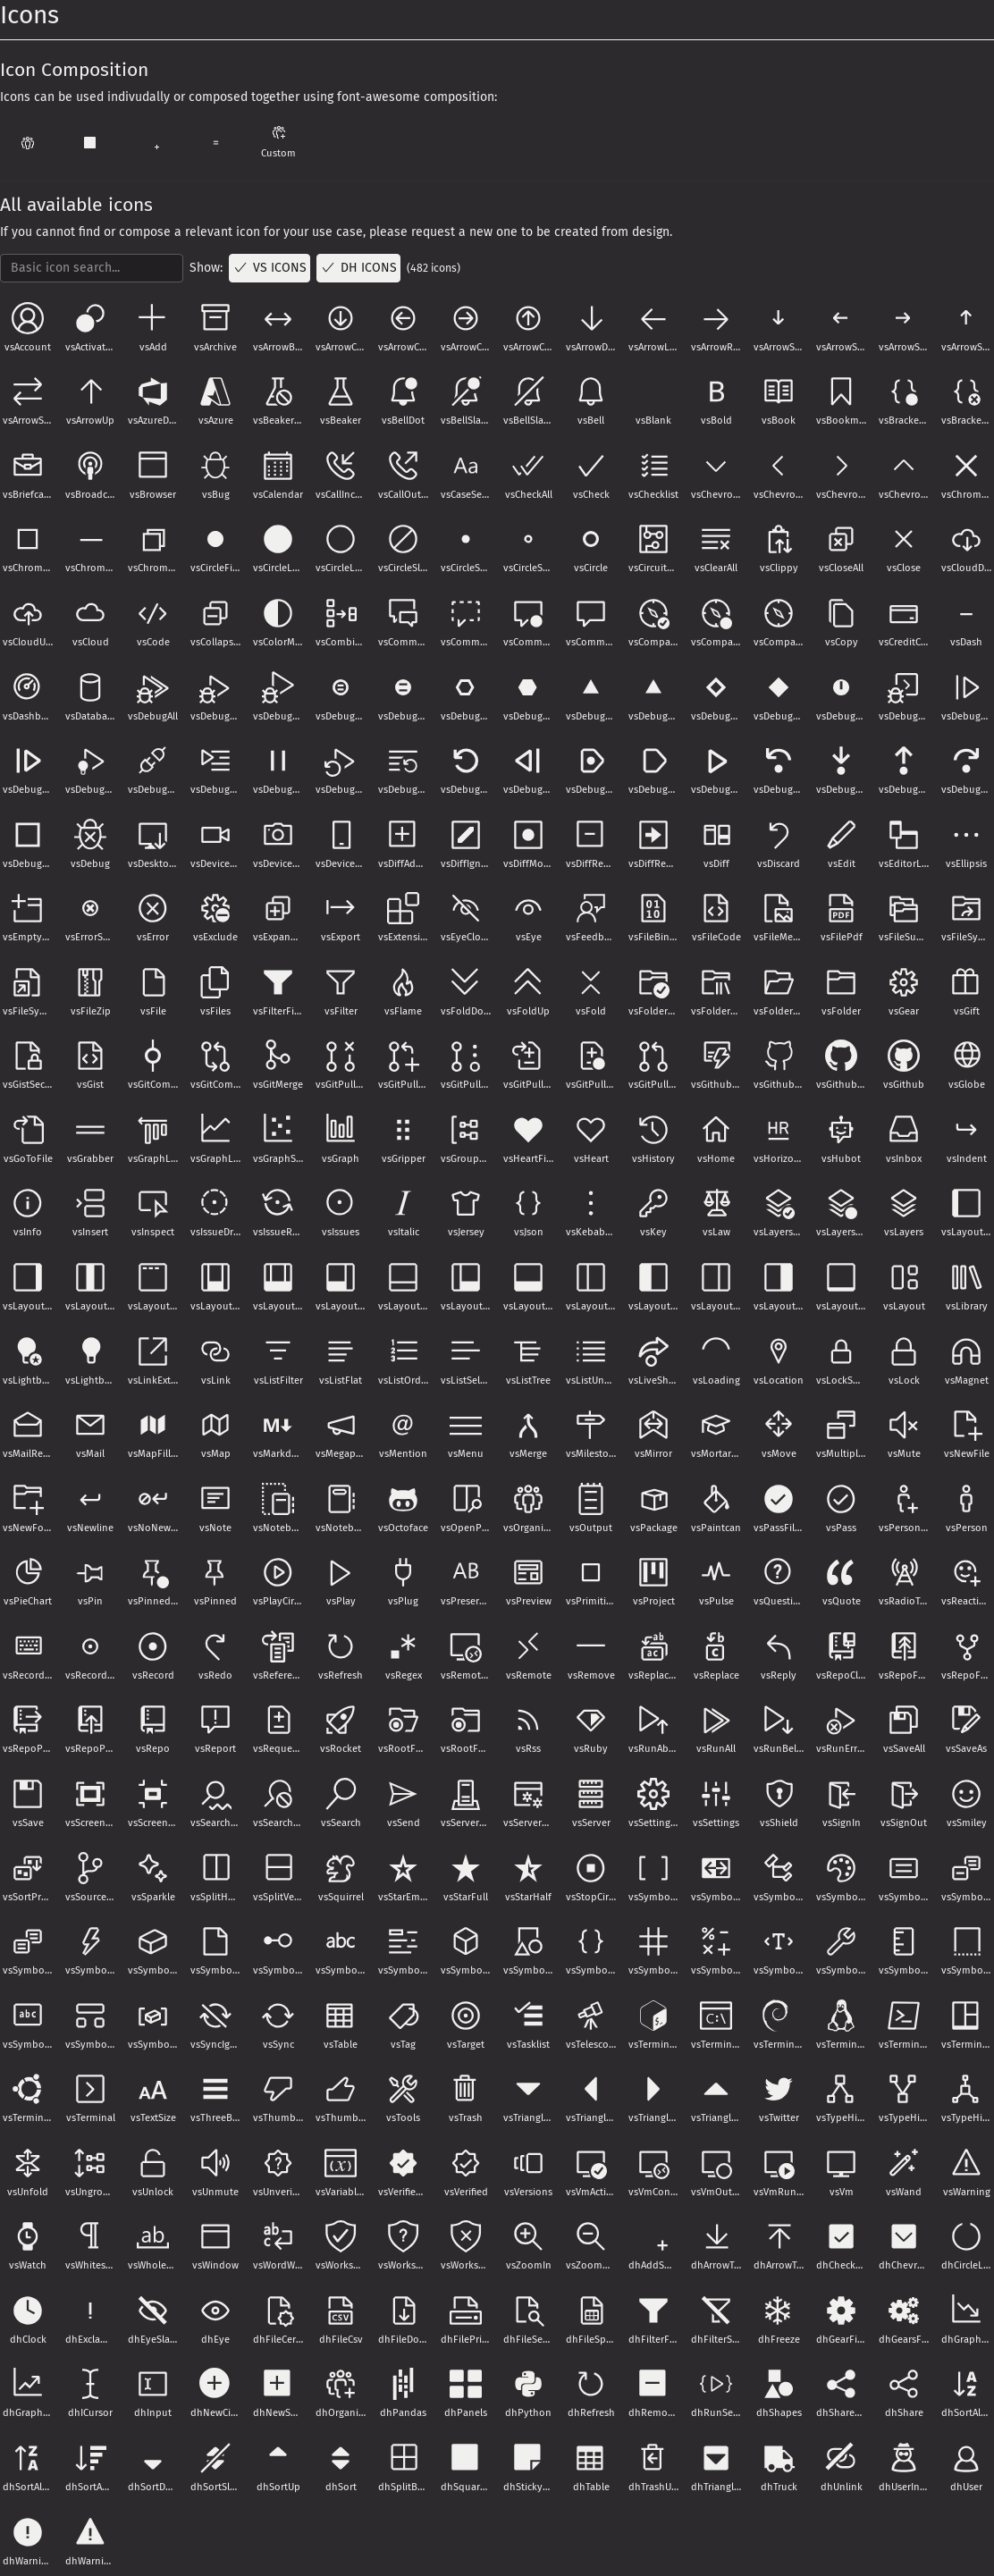 Icons
Icon Composition
Icons can be used indivudally or composed together using font-awesome composition:
+ =
Custom
All available icons
If you cannot find or compose a relevant icon for your use case, please request a new one to be created from design.
Basic icon search... Show: VS ICONS DH ICONS (482 icons)
vsAccount vsActivat... vsAdd vsArchive vsArrowB... vsArrowC... vsArrowC... vsArrowC... vsArrowC... vsArrowD... vsArrowL... vsArrowR... vsArrowS... vsArrowS... vsArrowS... vsArrowS...
vsArrowS... vsArrowUp vsAzureD... vsAzure vsBeaker... vsBeaker vsBellDot vsBellSla... vsBellSla... vsBell vsBlank vsBold vsBook vsBookm... vsBracke... vsBracke...
vsBriefca... vsBroadc... vsBrowser vsBug vsCalendar vsCallInc... vsCallOut... vsCaseSe... vsCheckAll vsCheck vsChecklist vsChevro... vsChevro... vsChevro... vsChevro... vsChrom...
vsChrom... vsChrom... vsChrom... vsCircleFi... vsCircleL... vsCircleL... vsCircleSl... vsCircleS... vsCircleS... vsCircle vsCircuit... vsClearAll vsClippy vsCloseAll vsClose vsCloudD...
vsCloudU... vsCloud vsCode vsCollaps... vsColorM... vsCombi... vsComm... vsComm... vsComm... vsComm... vsCompa... vsCompa... vsCompa... vsCopy vsCreditC... vsDash
vsDashb... vsDataba... vsDebugAll vsDebug... vsDebug... vsDebug... vsDebug... vsDebug... vsDebug... vsDebug... vsDebug... vsDebug... vsDebug... vsDebug... vsDebug... vsDebug...
vsDebug... vsDebug... vsDebug... vsDebug... vsDebug... vsDebug... vsDebug... vsDebug... vsDebug... vsDebug... vsDebug... vsDebug... vsDebug... vsDebug... vsDebug... vsDebug...
vsDebug... vsDebug vsDeskto... vsDevice... vsDevice... vsDevice... vsDiffAd... vsDiffIgn... vsDiffMo... vsDiffRe... vsDiffRe... vsDiff vsDiscard vsEdit vsEditorL... vsEllipsis
vsEmpty... vsErrorS... vsError vsExclude vsExpan... vsExport vsExtensi... vsEyeClo... vsEye vsFeedb... vsFileBin... vsFileCode vsFileMe... vsFilePdf vsFileSu... vsFileSy...
vsFileSy... vsFileZip vsFile vsFiles vsFilterFi... vsFilter vsFlame vsFoldDo... vsFoldUp vsFold vsFolder... vsFolder... vsFolder... vsFolder vsGear vsGift
vsGistSec... vsGist vsGitCom... vsGitCom... vsGitMerge vsGitPull... vsGitPull... vsGitPull... vsGitPull... vsGitPull... vsGitPull... vsGithub... vsGithub... vsGithub... vsGithub vsGlobe
vsGoToFile vsGrabber vsGraphL... vsGraphL... vsGraphS... vsGraph vsGripper vsGroup... vsHeartFi... vsHeart vsHistory vsHome vsHorizo... vsHubot vsInbox vsIndent
vsInfo vsInsert vsInspect vsIssueDr... vsIssueR... vsIssues vsItalic vsJersey vsJson vsKebab... vsKey vsLaw vsLayers... vsLayers... vsLayers vsLayout...
vsLayout... vsLayout... vsLayout... vsLayout... vsLayout... vsLayout... vsLayout... vsLayout... vsLayout... vsLayout... vsLayout... vsLayout... vsLayout... vsLayout... vsLayout vsLibrary
vsLightb... vsLightb... vsLinkExt... vsLink vsListFilter vsListFlat vsListOrd... vsListSel... vsListTree vsListUn... vsLiveSh... vsLoading vsLocation vsLockS... vsLock vsMagnet
vsMailRe... vsMail vsMapFill... vsMap vsMarkd... vsMegap... vsMention vsMenu vsMerge vsMilesto... vsMirror vsMortar... vsMove vsMultipl... vsMute vsNewFile
vsNewFo... vsNewline vsNoNew... vsNote vsNoteb... vsNoteb... vsOctoface vsOpenP... vsOrgani... vsOutput vsPackage vsPaintcan vsPassFil... vsPass vsPerson... vsPerson
vsPieChart vsPin vsPinned... vsPinned vsPlayCir... vsPlay vsPlug vsPreser... vsPreview vsPrimiti... vsProject vsPulse vsQuesti... vsQuote vsRadioT... vsReacti...
vsRecord... vsRecord... vsRecord vsRedo vsRefere... vsRefresh vsRegex vsRemot... vsRemote vsRemove vsReplac... vsReplace vsReply vsRepoCl... vsRepoF... vsRepoF...
vsRepoP... vsRepoP... vsRepo vsReport vsReque... vsRocket vsRootF... vsRootF... vsRss vsRuby vsRunAb... vsRunAll vsRunBel... vsRunErr... vsSaveAll vsSaveAs
vsSave vsScreen... vsScreen... vsSearch... vsSearch... vsSearch vsSend vsServer... vsServer... vsServer vsSetting... vsSettings vsShield vsSignIn vsSignOut vsSmiley
vsSortPr... vsSource... vsSparkle vsSplitH... vsSplitVe... vsSquirrel vsStarEm... vsStarFull vsStarHalf vsStopCir... vsSymbo... vsSymbo... vsSymbo... vsSymbo... vsSymbo... vsSymbo...
vsSymbo... vsSymbo... vsSymbo... vsSymbo... vsSymbo... vsSymbo... vsSymbo... vsSymbo... vsSymbo... vsSymbo... vsSymbo... vsSymbo... vsSymbo... vsSymbo... vsSymbo... vsSymbo...
vsSymbo... vsSymbo... vsSymbo... vsSyncIg... vsSync vsTable vsTag vsTarget vsTasklist vsTelesco... vsTermin... vsTermin... vsTermin... vsTermin... vsTermin... vsTermin...
vsTermin... vsTerminal vsTextSize vsThreeB... vsThumb... vsThumb... vsTools vsTrash vsTriangl... vsTriangl... vsTriangl... vsTriangl... vsTwitter vsTypeHi... vsTypeHi... vsTypeHi...
vsUnfold vsUngro... vsUnlock vsUnmute vsUnveri... vsVariabl... vsVerifie... vsVerified vsVersions vsVmActi... vsVmCon... vsVmOut... vsVmRun... vsVm vsWand vsWarning
vsWatch vsWhites... vsWhole... vsWindow vsWordW... vsWorks... vsWorks... vsWorks... vsZoomIn vsZoom... dhAddS... dhArrowT... dhArrowT... dhCheck... dhChevr... dhCircleL...
dhClock dhExcla... dhEyeSla... dhEye dhFileCer... dhFileCsv dhFileDo... dhFilePri... dhFileSe... dhFileSp... dhFilterF... dhFilterS... dhFreeze dhGearFi... dhGearsF... dhGraph...
dhGraph... dhICursor dhInput dhNewCi... dhNewS... dhOrgani... dhPandas dhPanels dhPython dhRefresh dhRemo... dhRunSe... dhShapes dhShare... dhShare dhSortAl...
dhSortAl... dhSortA... dhSortD... dhSortSl... dhSortUp dhSort dhSplitB... dhSquar... dhSticky... dhTable dhTrashU... dhTriangl... dhTruck dhUnlink dhUserIn... dhUser
dhWarni... dhWarni...